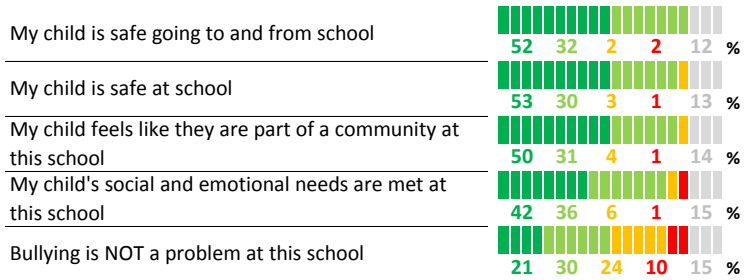 My child is safe going to and from school
52 32 2 2 12 %
My child is safe at school
53 30 3 1 13 %
My child feels like they are part of a community at
this school
50 31 4 1 14 %
My child's social and emotional needs are met at
this school
42 36 6 1 15 %
Bullying is NOT a problem at this school
21 30 24 10 15 %